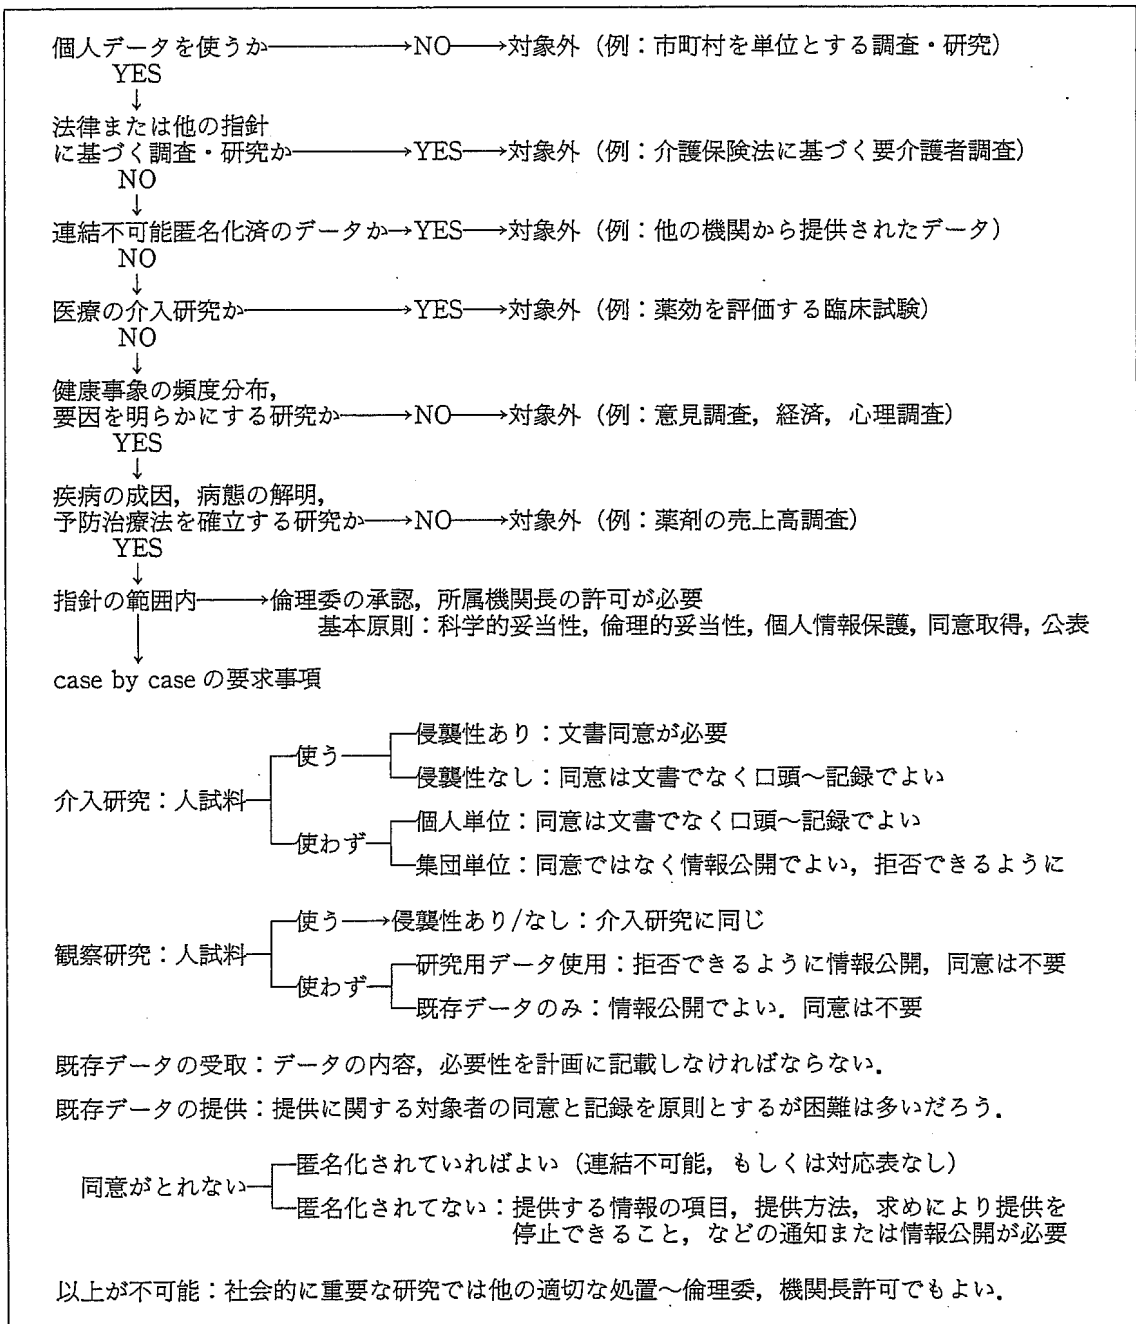 個人データを使うか→NO→対象外（例：市町村を単位とする調査・研究）
YES
↓
法律または他の指針
に基づく調査・研究か→YES→対象外（例：介護保険法に基づく要介護者調査）
NO
↓
連結不可能匿名化済のデータか→YES→対象外（例：他の機関から提供されたデータ）
NO
↓
医療の介入研究か→YES→対象外（例：薬効を評価する臨床試験）
NO
↓
健康事象の頻度分布，
要因を明らかにする研究か→NO→対象外（例：意見調査，経済，心理調査）
YES
↓
疾病の成因，病態の解明，
予防治療法を確立する研究か→NO→対象外（例：薬剤の売上高調査）
YES
↓
指針の範囲内→倫理委の承認，所属機関長の許可が必要
基本原則：科学的妥当性，倫理的妥当性，個人情報保護，同意取得，公表
↓
case by case の要求事項
介入研究：人試料
使う
侵襲性あり：文書同意が必要
侵襲性なし：同意は文書でなく口頭～記録でよい
使わず
個人単位：同意は文書でなく口頭～記録でよい
集団単位：同意ではなく情報公開でよい，拒否できるように
観察研究：人試料
使う→侵襲性あり/なし：介入研究に同じ
使わず
研究用データ使用：拒否できるように情報公開，同意は不要
既存データのみ：情報公開でよい．同意は不要
既存データの受取：データの内容，必要性を計画に記載しなければならない．
既存データの提供：提供に関する対象者の同意と記録を原則とするが困難は多いだろう．
同意がとれない
匿名化されていればよい（連結不可能，もしくは対応表なし）
匿名化されてない：提供する情報の項目，提供方法，求めにより提供を
停止できること，などの通知または情報公開が必要
以上が不可能：社会的に重要な研究では他の適切な処置～倫理委，機関長許可でもよい．